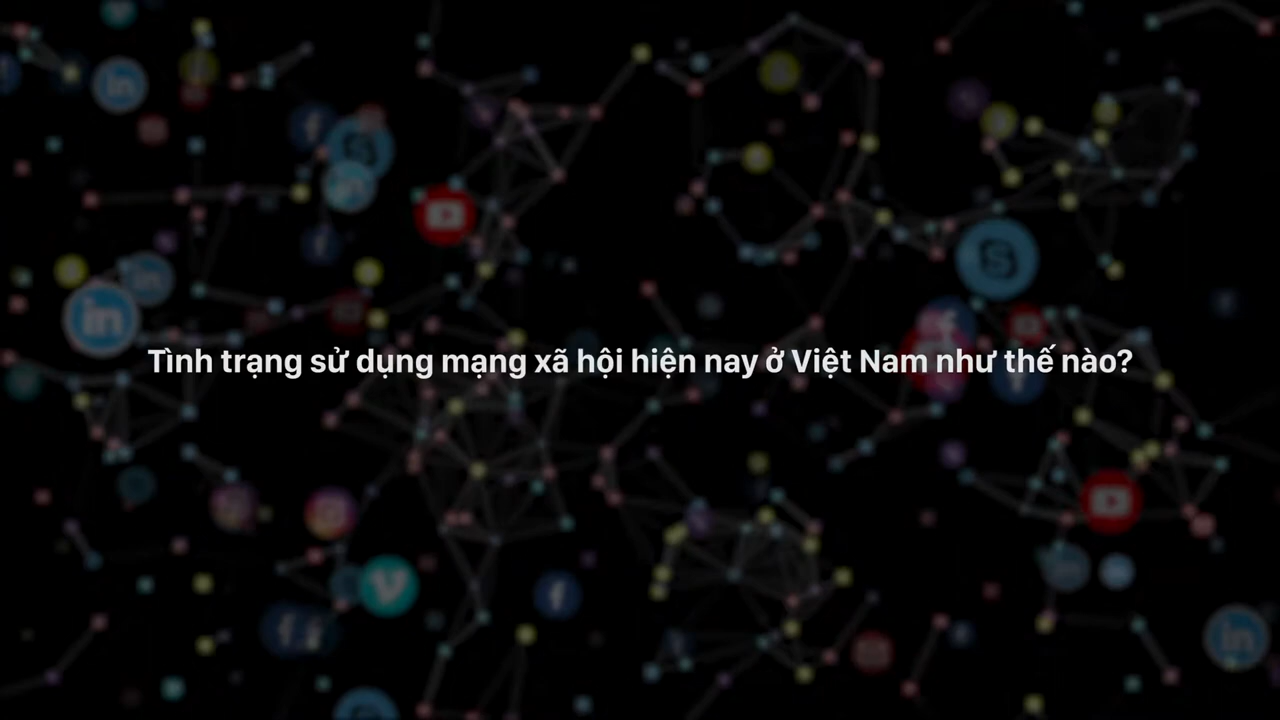 Tình trạng sử dụng mạng xã hội hiện nay ở Việt Nam như thế nào?